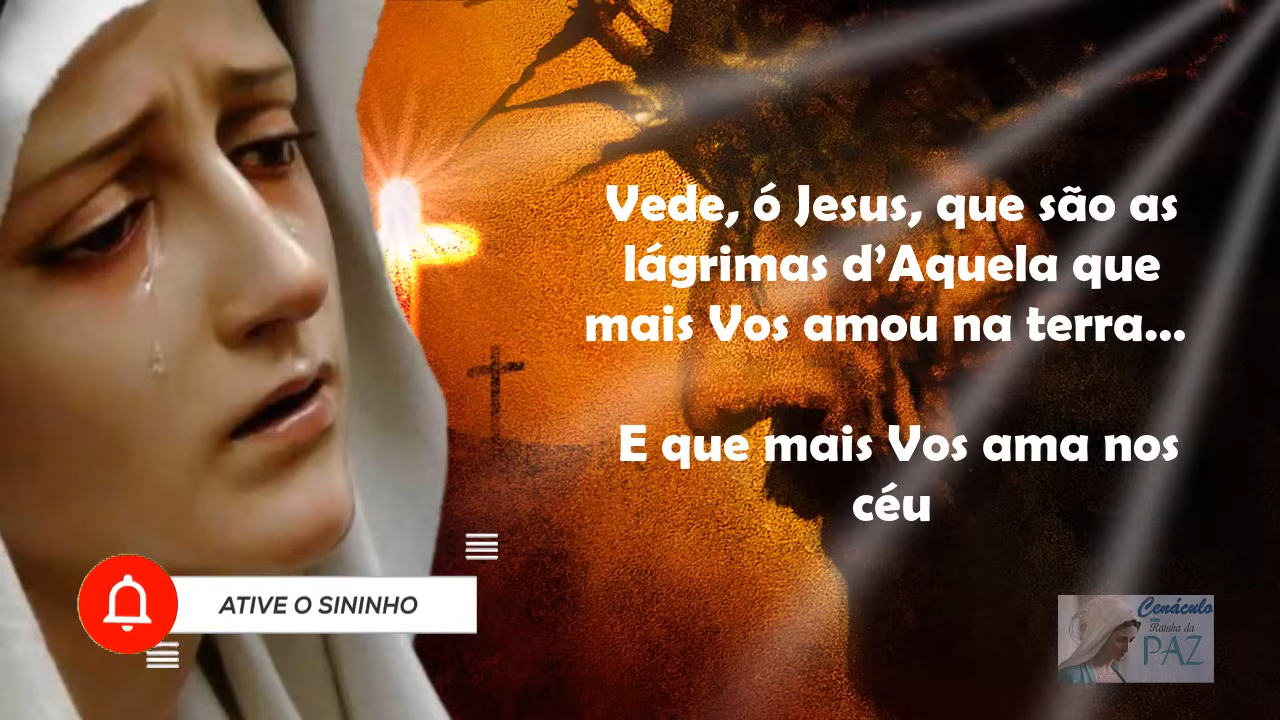 Vede, ó Jesus, que são as
lágrimas d’Aquela que
mais Vos amou na terra...
E que mais Vos ama nos
céu
ATIVE O SININHO
Cenáculo
Rainha da
PAZ